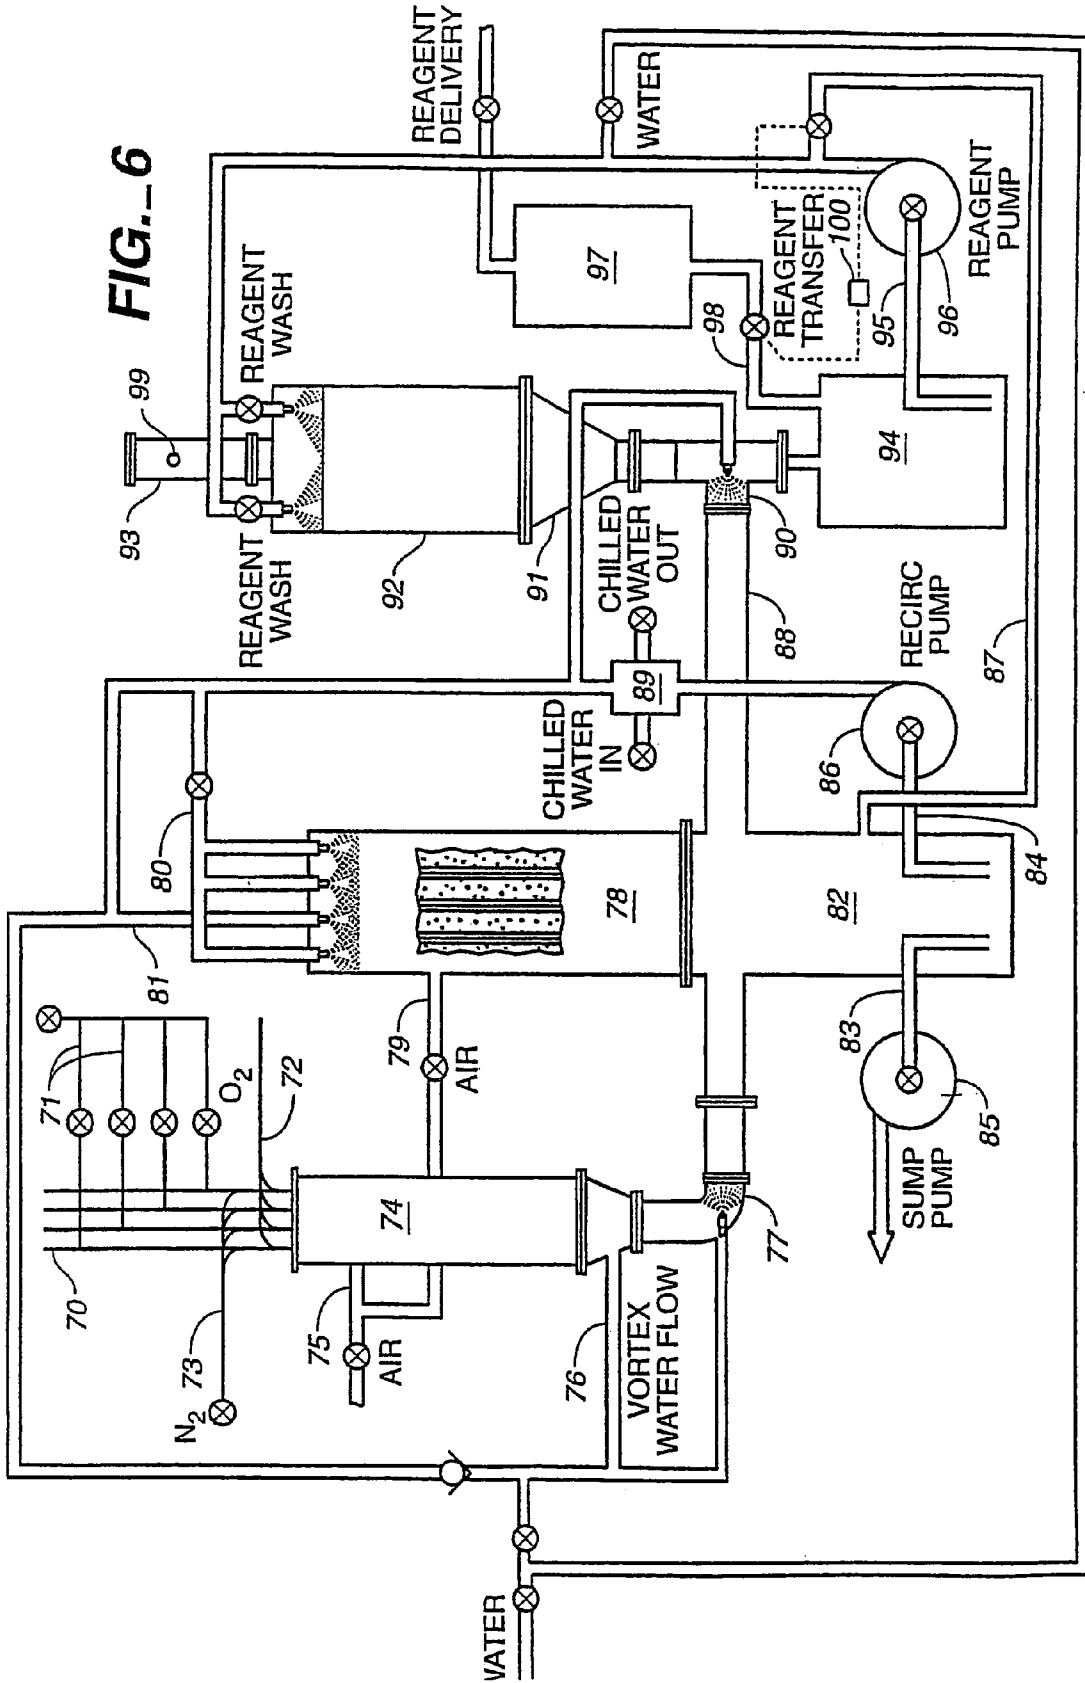 FIG._6
REAGENT
DELIVERY
WATER
REAGENT
WASH
REAGENT
WASH
99
93
92
91
97
98
REAGENT
TRANSFER
100
95
96
REAGENT
PUMP
94
90
88
87
CHILLED
WATER
OUT
CHILLED
WATER
IN
89
RECIRC
PUMP
86
84
80
81
78
82
79
AIR
83
85
SUMP
PUMP
71
O2
72
70
73
N2
74
75
AIR
76
77
VORTEX
WATER FLOW